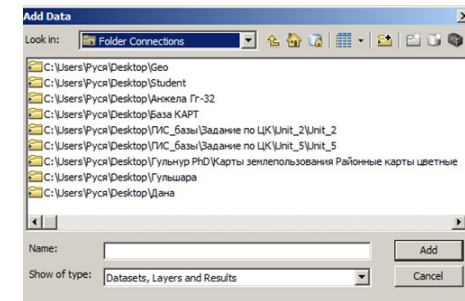 Add Data
Look in: Folder Connections
C:\Users\Руся\Desktop\Geo
C:\Users\Руся\Desktop\Student
C:\Users\Руся\Desktop\Анжела Гг-32
C:\Users\Руся\Desktop\База КАРТ
C:\Users\Руся\Desktop\ГИС_базы\Задание по ЦК\Unit_2\Unit_2
C:\Users\Руся\Desktop\ГИС_базы\Задание по ЦК\Unit_5\Unit_5
C:\Users\Руся\Desktop\Гульнур PhD\Карты землепользования Районные карты цветные
C:\Users\Руся\Desktop\Гульшара
C:\Users\Руся\Desktop\Дана
Name: Add
Show of type: Datasets, Layers and Results Cancel